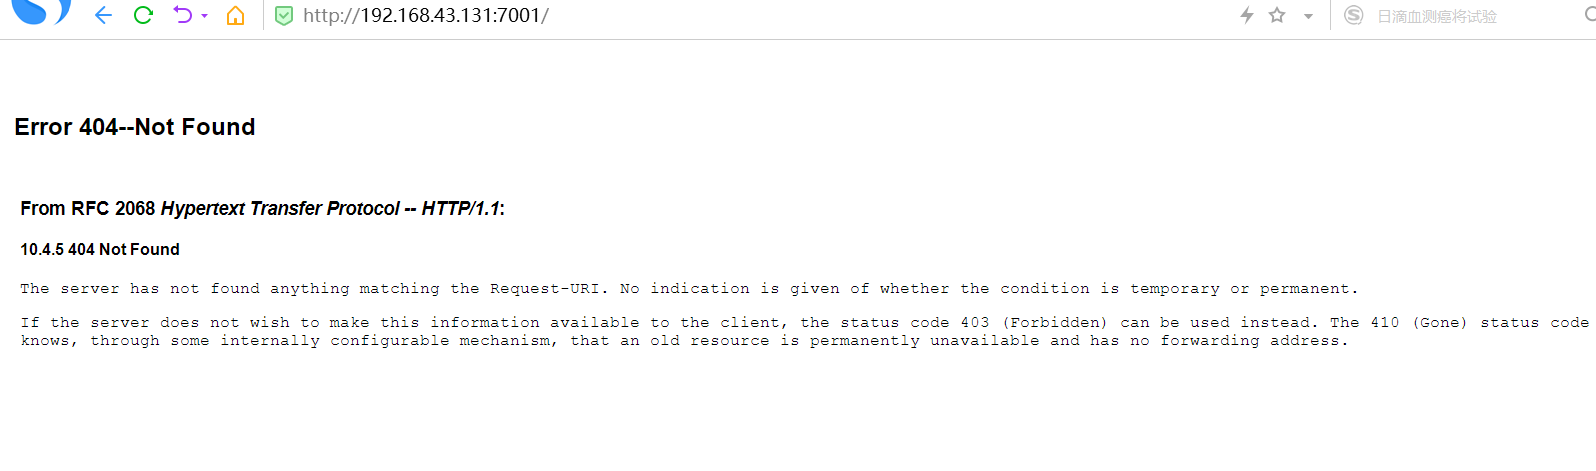 http://192.168.43.131:7001/
日滴血测癌将试验
Error 404--Not Found
From RFC 2068 Hypertext Transfer Protocol -- HTTP/1.1:
10.4.5 404 Not Found
The server has not found anything matching the Request-URI. No indication is given of whether the condition is temporary or permanent.
If the server does not wish to make this information available to the client, the status code 403 (Forbidden) can be used instead. The 410 (Gone) status code
knows, through some internally configurable mechanism, that an old resource is permanently unavailable and has no forwarding address.